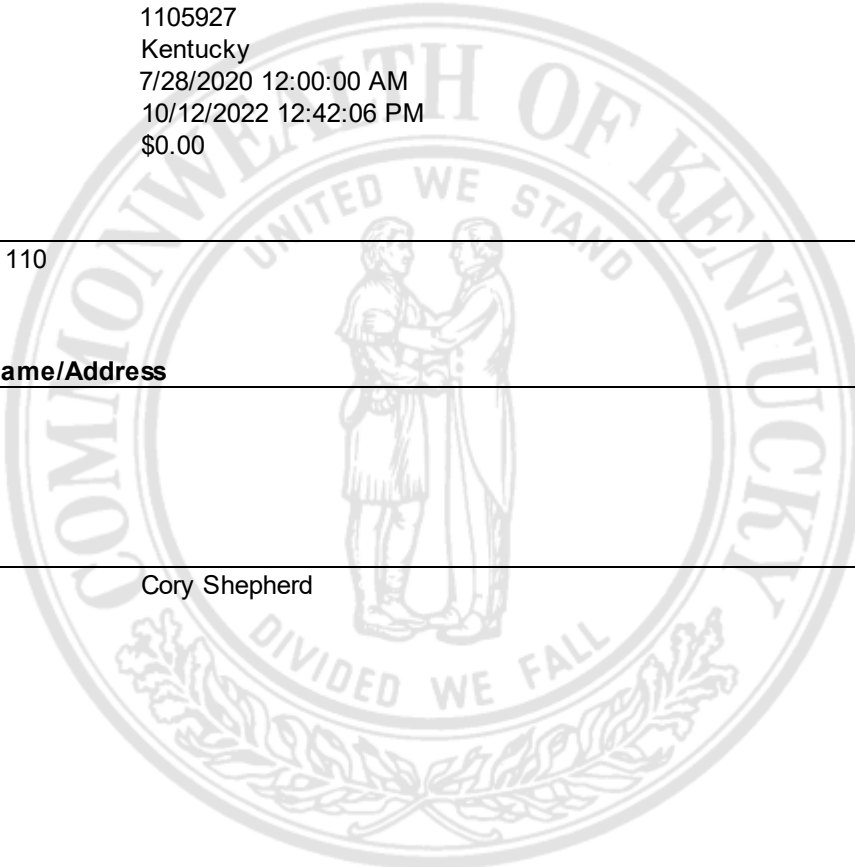 1105927
Kentucky
7/28/2020 12:00:00 AM
10/12/2022 12:42:06 PM
$0.00
COMMONWEALTH OF KENTUCKY
UNITED WE STAND
110
ame/Address
Cory Shepherd
DIVIDED WE FALL